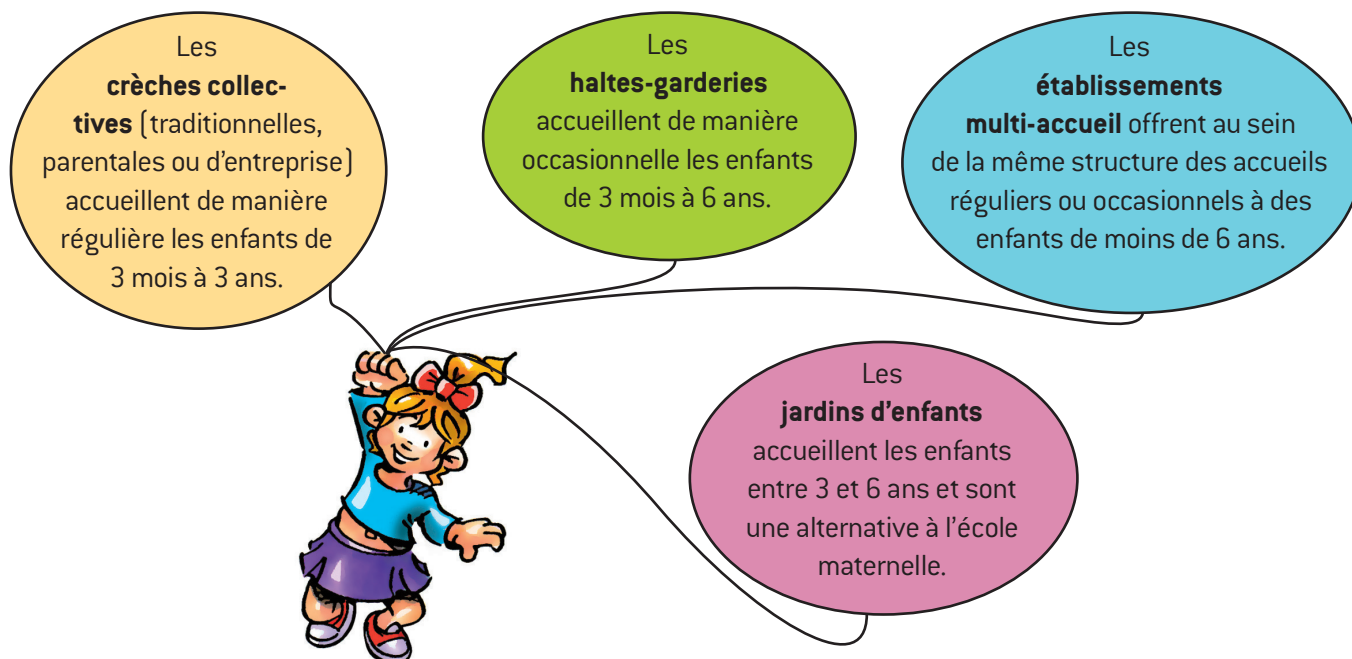 Les
crèches collec-
tives (traditionnelles,
parentales ou d'entreprise)
accueillent de manière
régulière les enfants de
3 mois à 3 ans.
Les
haltes-garderies
accueillent de manière
occasionnelle les enfants
de 3 mois à 6 ans.
Les
établissements
multi-accueil offrent au sein
de la même structure des accueils
réguliers ou occasionnels à des
enfants de moins de 6 ans.
Les
jardins d'enfants
accueillent les enfants
entre 3 et 6 ans et sont
une alternative à l'école
maternelle.